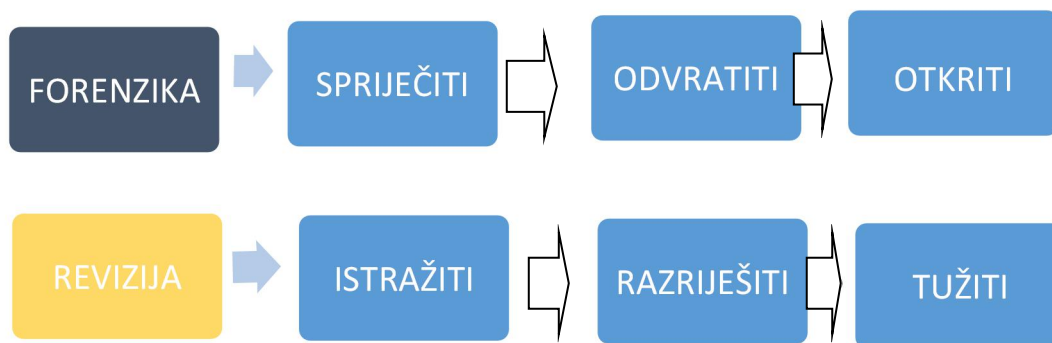 FORENZIKA
SPRIJEČITI
ODVRATITI
OTKRITI
REVIZIJA
ISTRAŽITI
RAZRIJEŠITI
TUŽITI